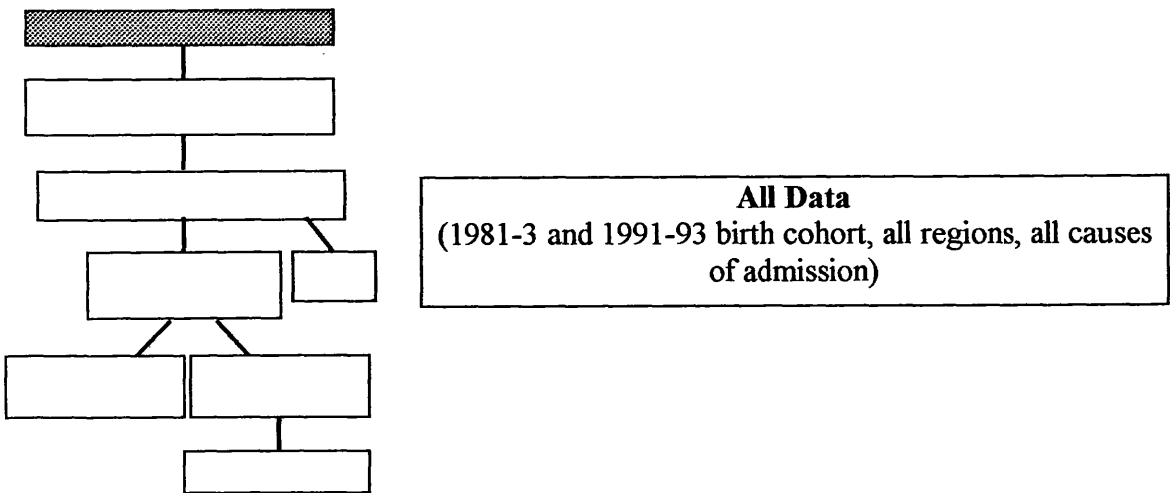 All Data
(1981-3 and 1991-93 birth cohort, all regions, all causes
of admission)